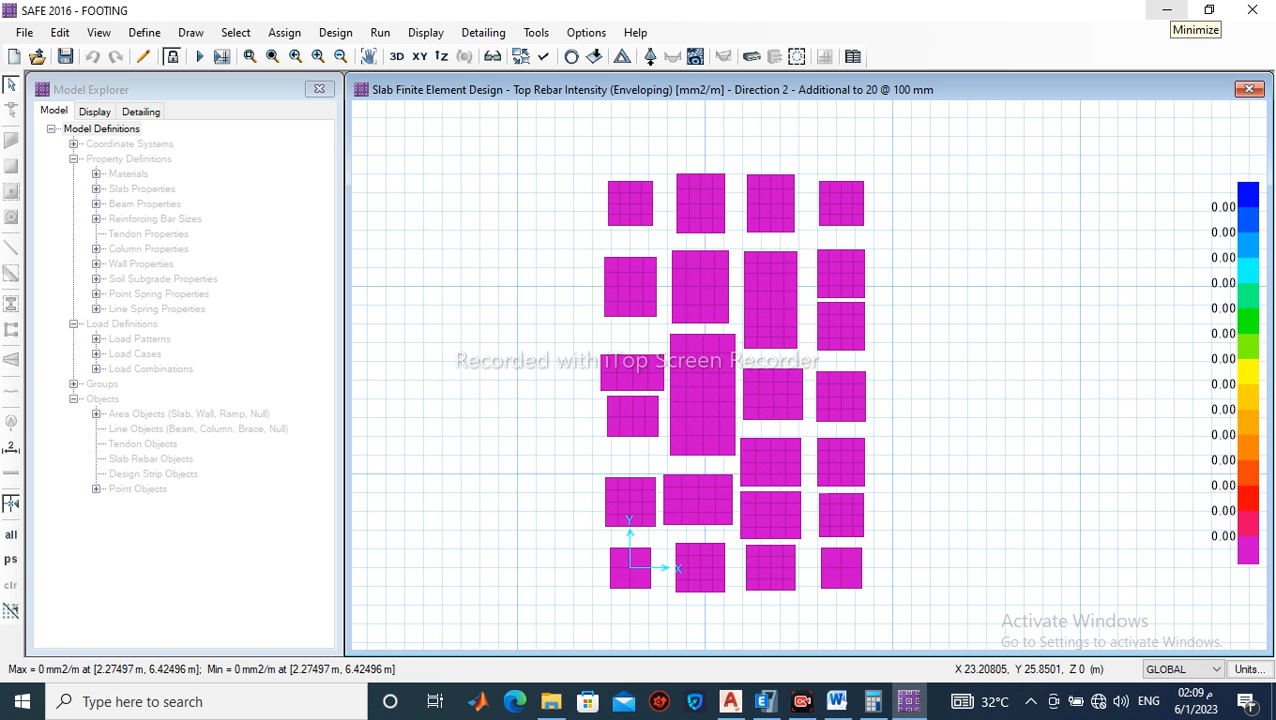 SAFE 2016 - FOOTING
Minimize
File Edit View Define Draw Select Assign Design Run Display Detailing Tools Options Help
3D XY
Model Explorer
Slab Finite Element Design - Top Rebar Intensity (Enveloping) [mm2/m] - Direction 2 - Additional to 20 @ 100 mm
Model Display Detailing
Model Definitions
Coordinate Systems
Property Definitions
Materials
Slab Properties
Beam Properties
Reinforcing Bar Sizes
Tendon Properties
Column Properties
Wall Properties
Soil Subgrade Properties
Point Spring Properties
Line Spring Properties
Load Definitions
Load Patterns
Load Cases
Load Combinations
Groups
Objects
Area Objects (Slab, Wall, Ramp, Null)
Line Objects (Beam, Column, Brace, Null)
Tendon Objects
Slab Rebar Objects
Design Strip Objects
Point Objects
all
ps
clr
0.00
0.00
0.00
0.00
0.00
0.00
0.00
0.00
0.00
0.00
0.00
0.00
0.00
0.00
Recorded with iTop Screen Recorder
Y
X
Activate Windows
Go to Settings to activate Windows.
Max = 0 mm2/m at [2.27497 m, 6.42496 m]; Min = 0 mm2/m at [2.27497 m, 6.42496 m]
X 23.20805, Y 25.8501, Z 0 (m)
GLOBAL
Units...
Type here to search
32°C
ENG
02:09 م
6/1/2023